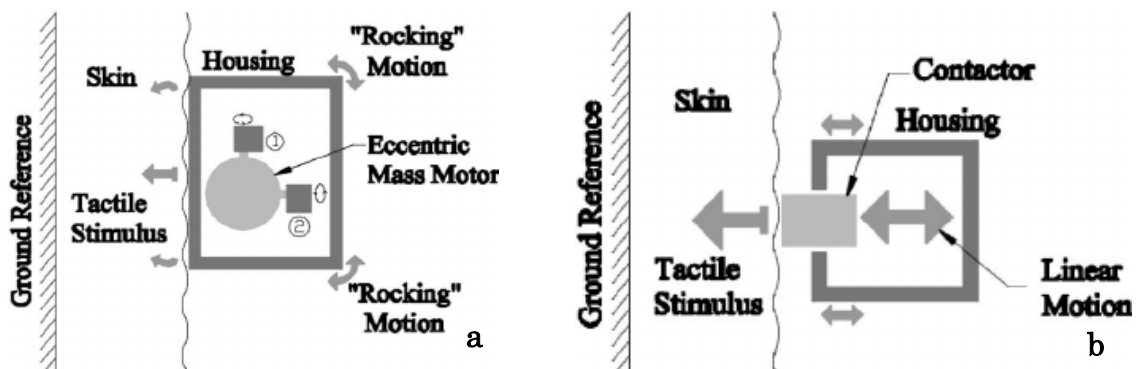 "Rocking"
Motion
Housing
Skin
①
Eccentric
Mass Motor
②
Tactile
Stimulus
Ground Reference
"Rocking"
Motion
a
Contactor
Skin
Housing
Ground Reference
Tactile
Stimulus
Linear
Motion
b